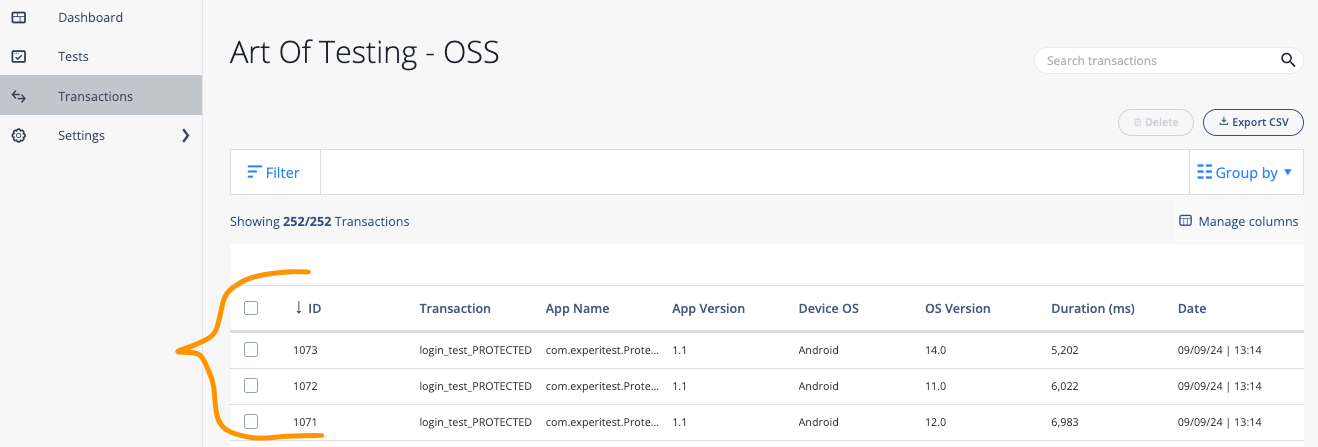 Dashboard
Tests
Transactions
Settings
Art Of Testing - OSS
Search transactions
Delete Export CSV
Filter Group by
Showing 252/252 Transactions Manage columns
ID Transaction App Name App Version Device OS OS Version Duration (ms) Date
1073 login_test_PROTECTED com.experitest.Prote... 1.1 Android 14.0 5,202 09/09/24 | 13:14
1072 login_test_PROTECTED com.experitest.Prote... 1.1 Android 11.0 6,022 09/09/24 | 13:14
1071 login_test_PROTECTED com.experitest.Prote... 1.1 Android 12.0 6,983 09/09/24 | 13:14